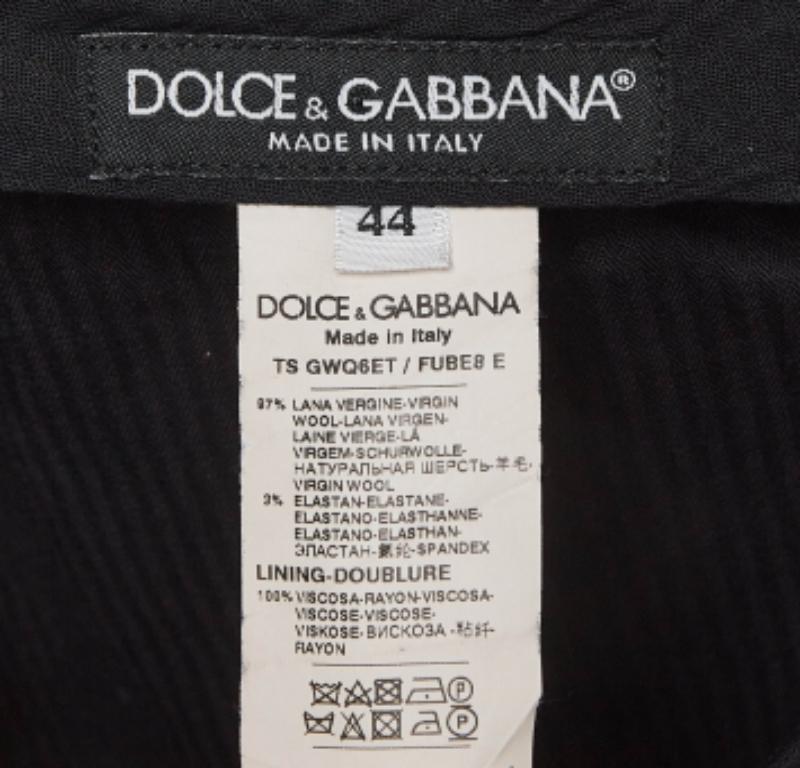 DOLCE & GABBANA®
MADE IN ITALY
44
DOLCE & GABBANA
Made in Italy
TS GWQ6ET / FUBE8 E
97% LANA VERGINE-VIRGIN
WOOL-LANA VIRGEN-
LAINE VIERGE-LÃ
VIRGEM-SCHURWOLLE-
НАТУРАЛЬНАЯ ШЕРСТЬ-羊毛-
VIRGIN WOOL
3% ELASTAN-ELASTANE-
ELASTANO-ELASTHANNE-
ELASTANO-ELASTHAN-
ЭЛАСТАН-氨纶-SPANDEX
LINING-DOUBLURE
100% VISCOSA-RAYON-VISCOSA-
VISCOSE-VISCOSE-
VISKOSE-ВИСКОЗА-粘纤-
RAYON
P
P